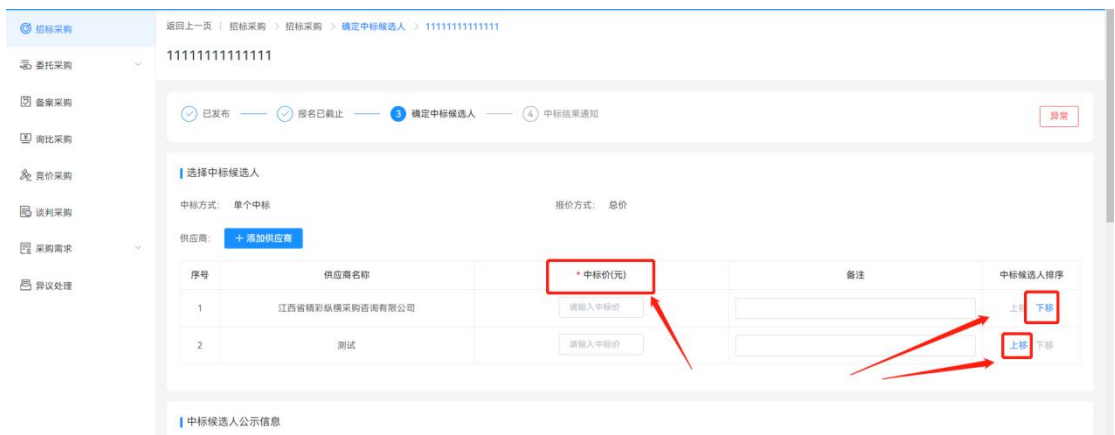 招标采购
委托采购
备案采购
询比采购
竞价采购
谈判采购
采购需求
异议处理
返回上一页 | 招标采购 > 招标采购 > 确定中标候选人 > 11111111111111
11111111111111
已发布 报名已截止 3 确定中标候选人 4 中标结果通知 异常
选择中标候选人
中标方式: 单个中标 报价方式: 总价
供应商: + 添加供应商
序号 供应商名称 * 中标价(元) 备注 中标候选人排序
1 江西省精彩纵横采购咨询有限公司 请输入中标价 上移 下移
2 测试 请输入中标价 上移 下移
中标候选人公示信息